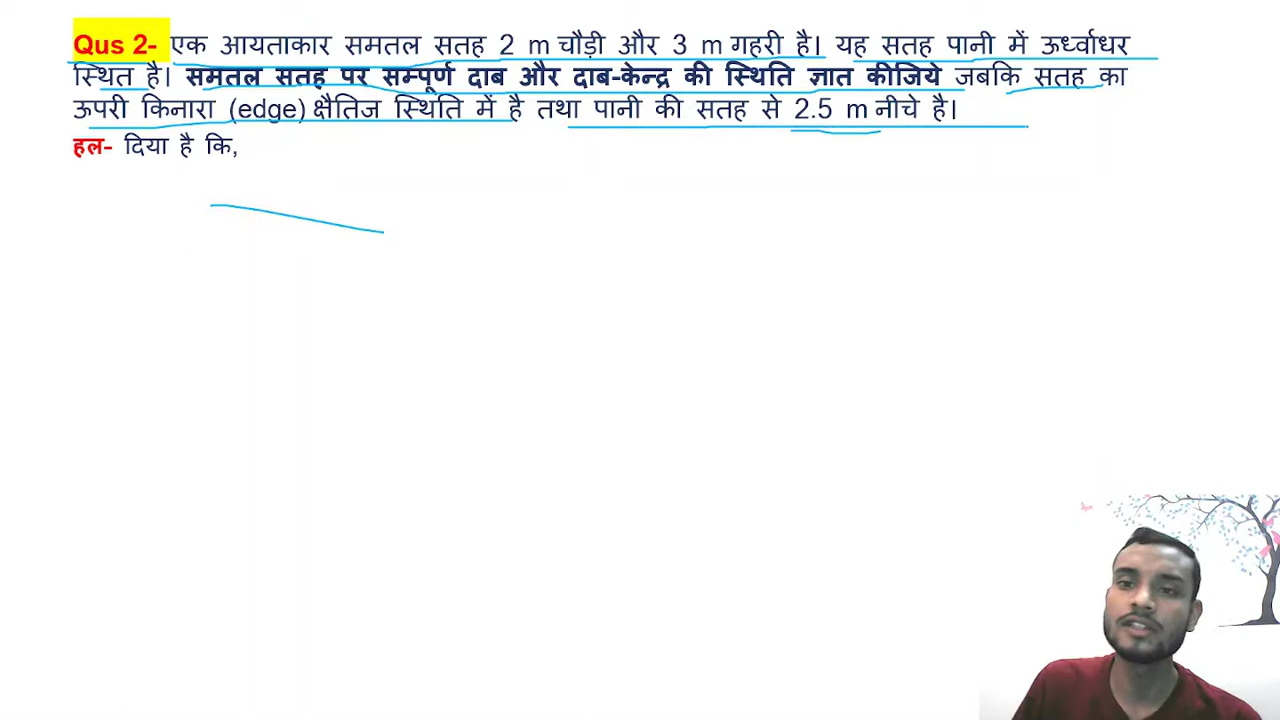 Qus 2- एक आयताकार समतल सतह 2 m चौड़ी और 3 m गहरी है। यह सतह पानी में ऊर्ध्वाधर
स्थित है। समतल सतह पर सम्पूर्ण दाब और दाब-केन्द्र की स्थिति ज्ञात कीजिये जबकि सतह का
ऊपरी किनारा (edge) क्षैतिज स्थिति में है तथा पानी की सतह से 2.5 m नीचे है।
हल- दिया है कि,